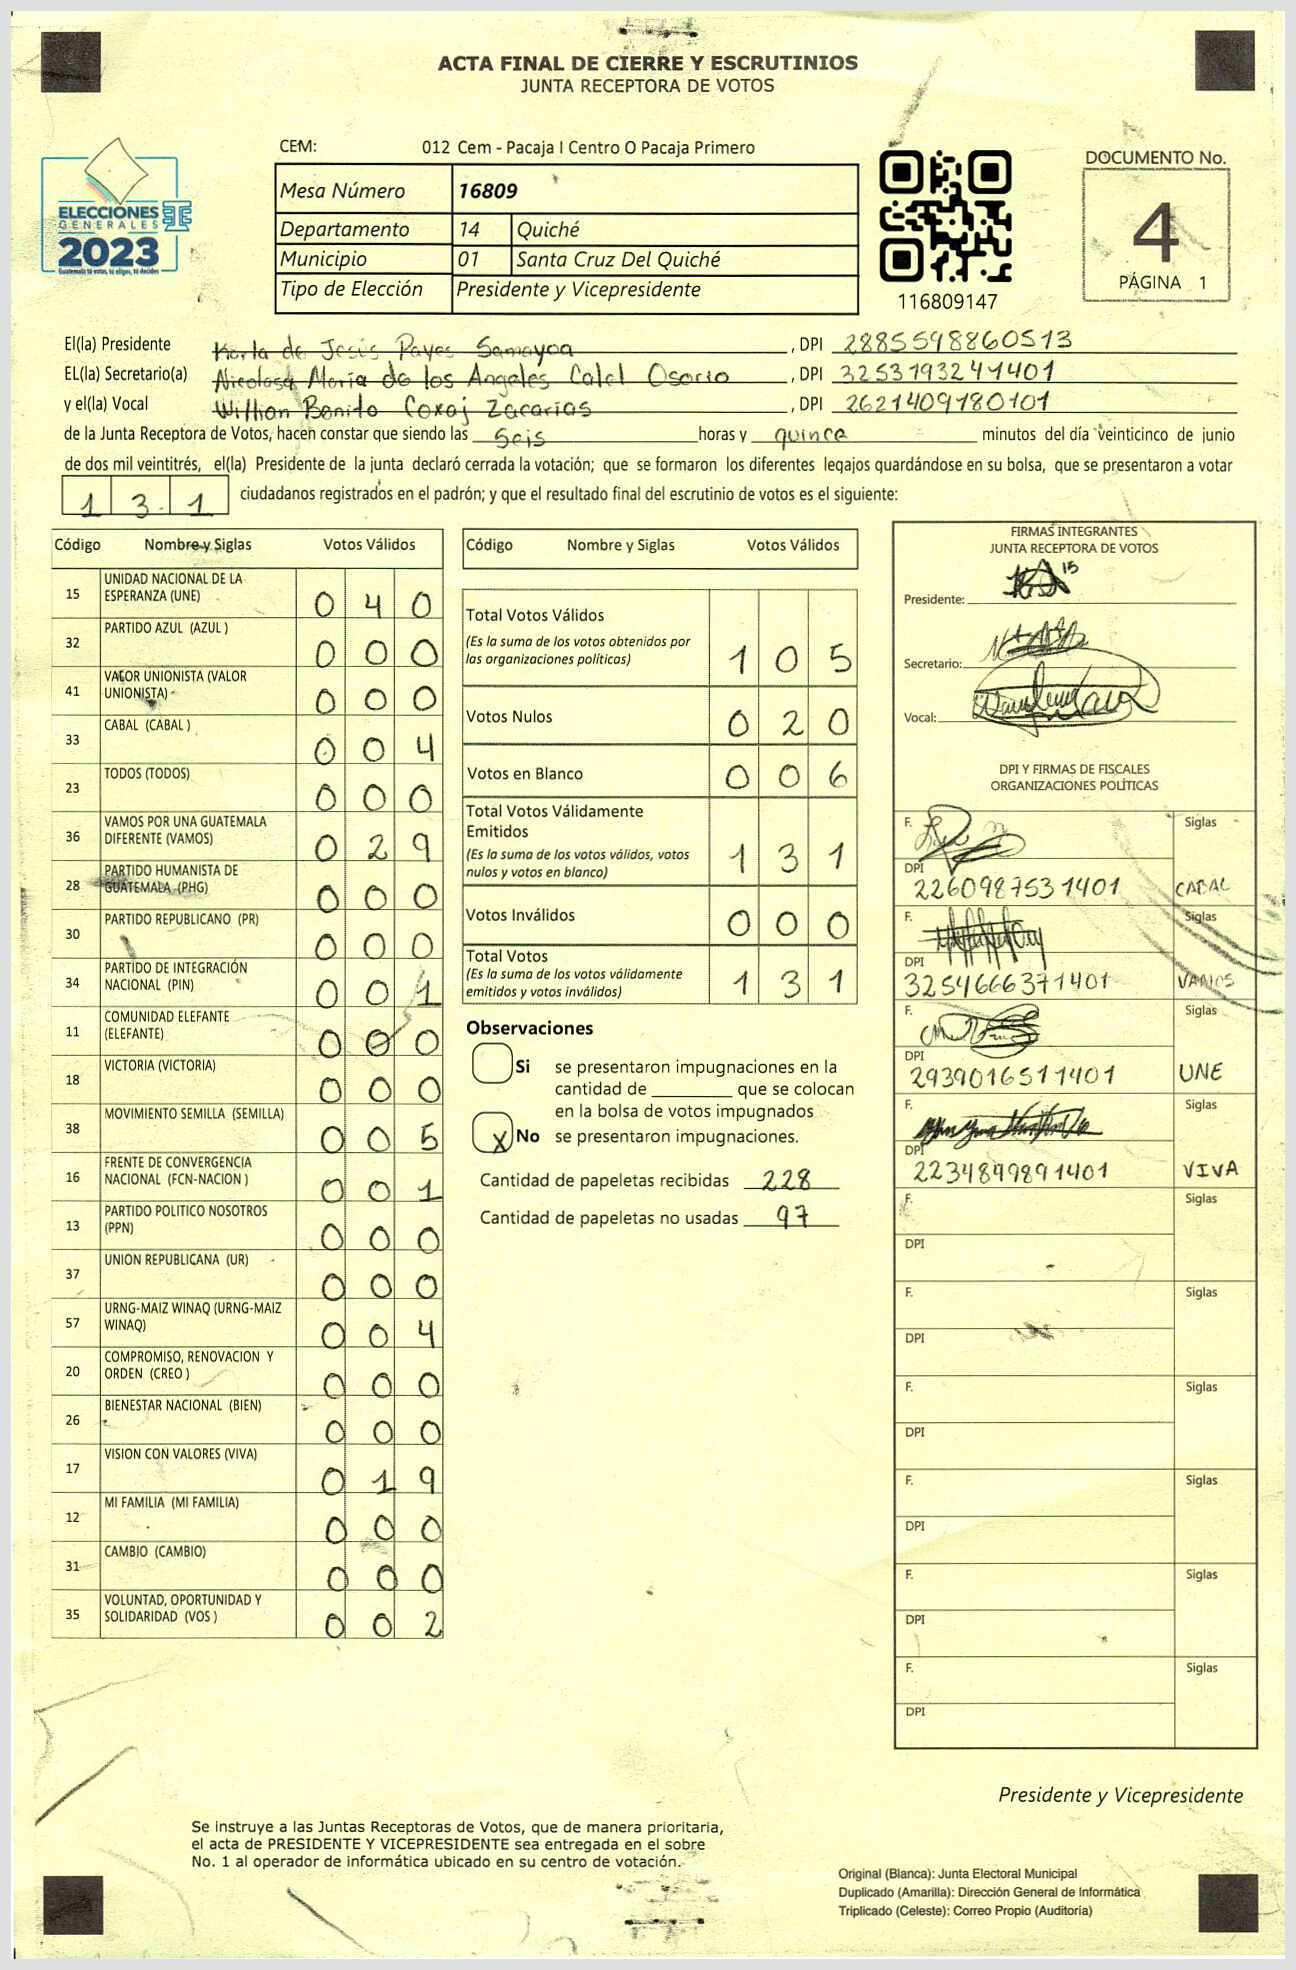 ACTA FINAL DE CIERRE Y ESCRUTINIOS
JUNTA RECEPTORA DE VOTOS
CEM: 012 Cem - Pacaja I Centro O Pacaja Primero
ELECCIONES
GENERALES
2023
Guatemala tú votas, tú eliges, tú decides
Mesa Número 16809
Departamento 14 Quiché
Municipio 01 Santa Cruz Del Quiché
Tipo de Elección Presidente y Vicepresidente
116809147
DOCUMENTO No.
4
PÁGINA 1
El(la) Presidente Karla de Jesús Payes Samayoa , DPI 2885598860513
EL(la) Secretario(a) Nicolasa María de los Angeles Calel Osorio , DPI 3253193241401
y el(la) Vocal Willian Benito Coxaj Zacarias , DPI 2621409180101
de la Junta Receptora de Votos, hacen constar que siendo las Seis horas y quince minutos del día veinticinco de junio
de dos mil veintitrés, el(la) Presidente de la junta declaró cerrada la votación; que se formaron los diferentes legajos quardándose en su bolsa, que se presentaron a votar
1 3 1 ciudadanos registrados en el padrón; y que el resultado final del escrutinio de votos es el siguiente:
Código Nombre y Siglas Votos Válidos
15 UNIDAD NACIONAL DE LA ESPERANZA (UNE) 0 4 0
32 PARTIDO AZUL (AZUL ) 0 0 0
41 VALOR UNIONISTA (VALOR UNIONISTA) 0 0 0
33 CABAL (CABAL ) 0 0 4
23 TODOS (TODOS) 0 0 0
36 VAMOS POR UNA GUATEMALA DIFERENTE (VAMOS) 0 2 9
28 PARTIDO HUMANISTA DE GUATEMALA (PHG) 0 0 0
30 PARTIDO REPUBLICANO (PR) 0 0 0
34 PARTIDO DE INTEGRACIÓN NACIONAL (PIN) 0 0 1
11 COMUNIDAD ELEFANTE (ELEFANTE) 0 0 0
18 VICTORIA (VICTORIA) 0 0 0
38 MOVIMIENTO SEMILLA (SEMILLA) 0 0 5
16 FRENTE DE CONVERGENCIA NACIONAL (FCN-NACION ) 0 0 1
13 PARTIDO POLITICO NOSOTROS (PPN) 0 0 0
37 UNION REPUBLICANA (UR) 0 0 0
57 URNG-MAIZ WINAQ (URNG-MAIZ WINAQ) 0 0 4
20 COMPROMISO, RENOVACION Y ORDEN (CREO ) 0 0 0
26 BIENESTAR NACIONAL (BIEN) 0 0 0
17 VISION CON VALORES (VIVA) 0 1 9
12 MI FAMILIA (MI FAMILIA) 0 0 0
31 CAMBIO (CAMBIO) 0 0 0
35 VOLUNTAD, OPORTUNIDAD Y SOLIDARIDAD (VOS ) 0 0 2
Código Nombre y Siglas Votos Válidos
Total Votos Válidos
(Es la suma de los votos obtenidos por
las organizaciones políticas) 1 0 5
Votos Nulos 0 2 0
Votos en Blanco 0 0 6
Total Votos Válidamente
Emitidos
(Es la suma de los votos válidos, votos
nulos y votos en blanco) 1 3 1
Votos Inválidos 0 0 0
Total Votos
(Es la suma de los votos válidamente
emitidos y votos inválidos) 1 3 1
Observaciones
Si se presentaron impugnaciones en la
cantidad de que se colocan
en la bolsa de votos impugnados
X No se presentaron impugnaciones.
Cantidad de papeletas recibidas 228
Cantidad de papeletas no usadas 97
FIRMAS INTEGRANTES
JUNTA RECEPTORA DE VOTOS
Presidente:
Secretario:
Vocal:
DPI Y FIRMAS DE FISCALES
ORGANIZACIONES POLÍTICAS
F. Siglas
DPI 2260987531401 CABAL
F. Siglas
DPI 3254666371401 VAMOS
F. Siglas
DPI 2939016511401 UNE
F. Siglas
DPI 2234899891401 VIVA
F. Siglas
DPI
F. Siglas
DPI
F. Siglas
DPI
F. Siglas
DPI
F. Siglas
DPI
F. Siglas
DPI
Presidente y Vicepresidente
Se instruye a las Juntas Receptoras de Votos, que de manera prioritaria,
el acta de PRESIDENTE Y VICEPRESIDENTE sea entregada en el sobre
No. 1 al operador de informática ubicado en su centro de votación.
Original (Blanca): Junta Electoral Municipal
Duplicado (Amarilla): Dirección General de Informática
Triplicado (Celeste): Correo Propio (Auditoría)